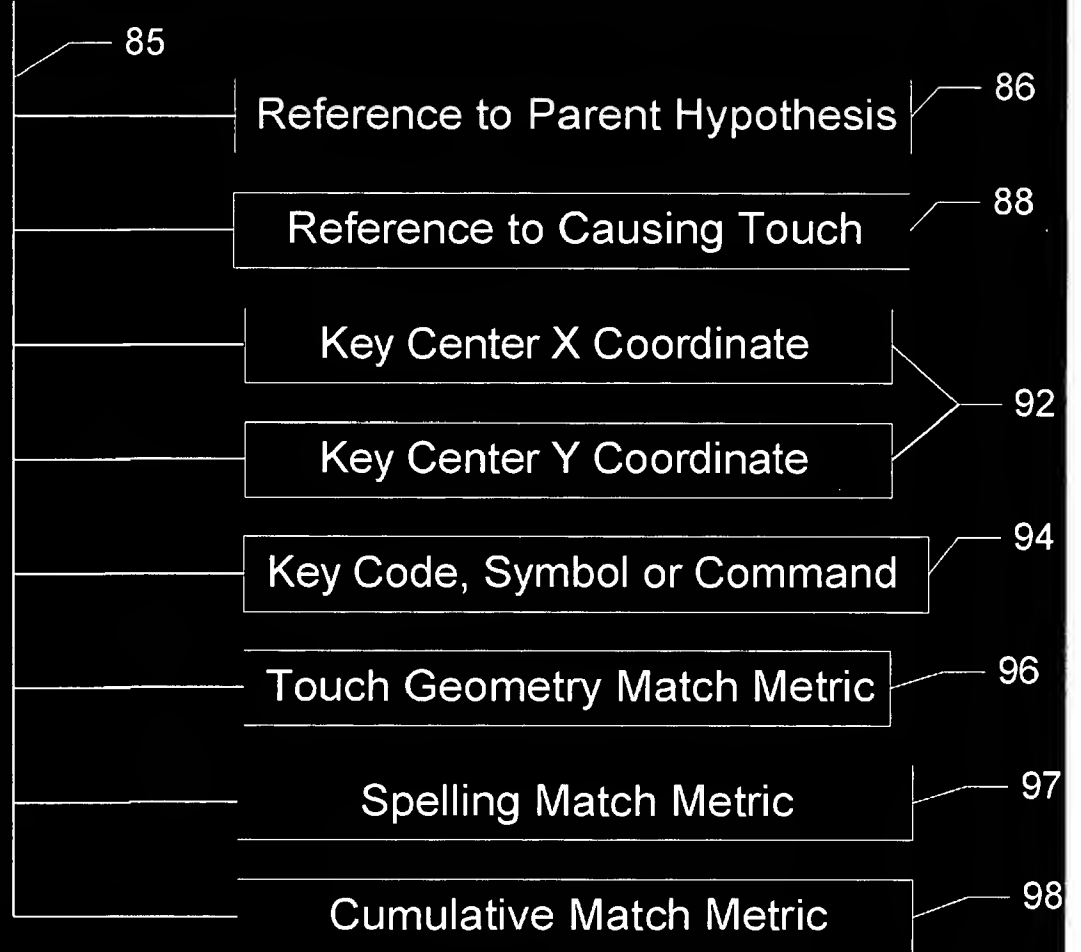 85
Reference to Parent Hypothesis 86
Reference to Causing Touch 88
Key Center X Coordinate
92
Key Center Y Coordinate
Key Code, Symbol or Command 94
Touch Geometry Match Metric 96
Spelling Match Metric 97
Cumulative Match Metric 98